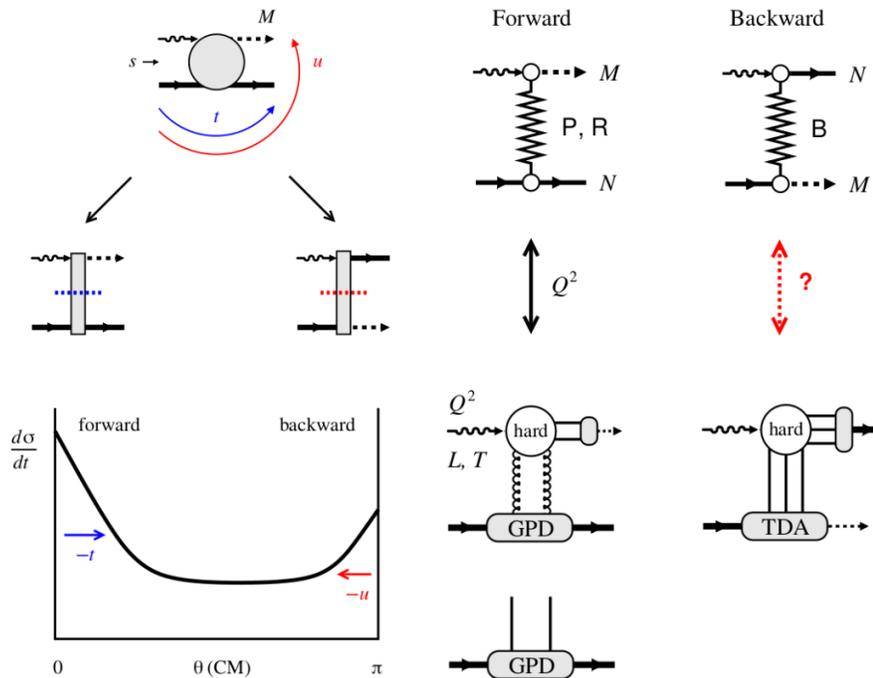 M
s →
u
t
Forward
M
P, R
N
Q²
Backward
N
B
M
?
dσ
dt
forward
backward
−t
−u
0
θ (CM)
π
Q²
L, T
hard
GPD
GPD
hard
TDA